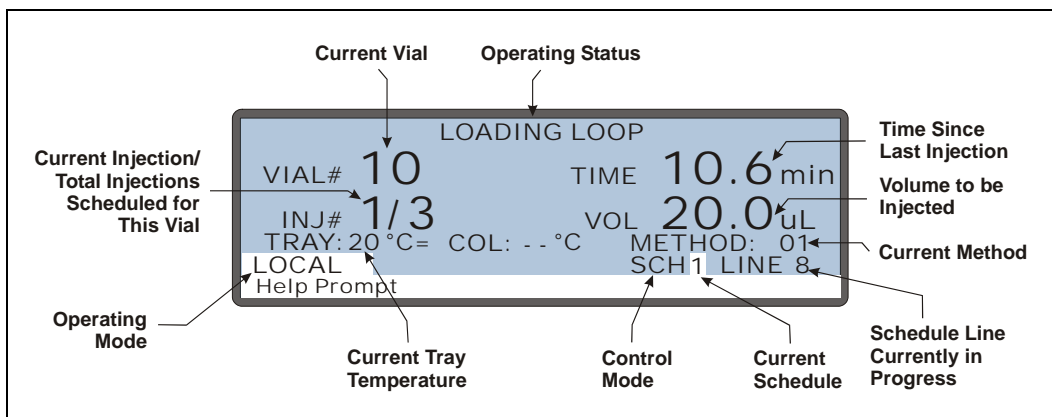 Current Vial
Operating Status
LOADING LOOP
Current Injection/
Total Injections
Scheduled for
This Vial
VIAL# 10
TIME 10.6 min
INJ# 1/3
VOL 20.0 uL
TRAY: 20 °C= COL: - - °C METHOD: 01
LOCAL
SCH 1 LINE 8
Help Prompt
Time Since
Last Injection
Volume to be
Injected
Current Method
Operating
Mode
Current Tray
Temperature
Control
Mode
Current
Schedule
Schedule Line
Currently in
Progress